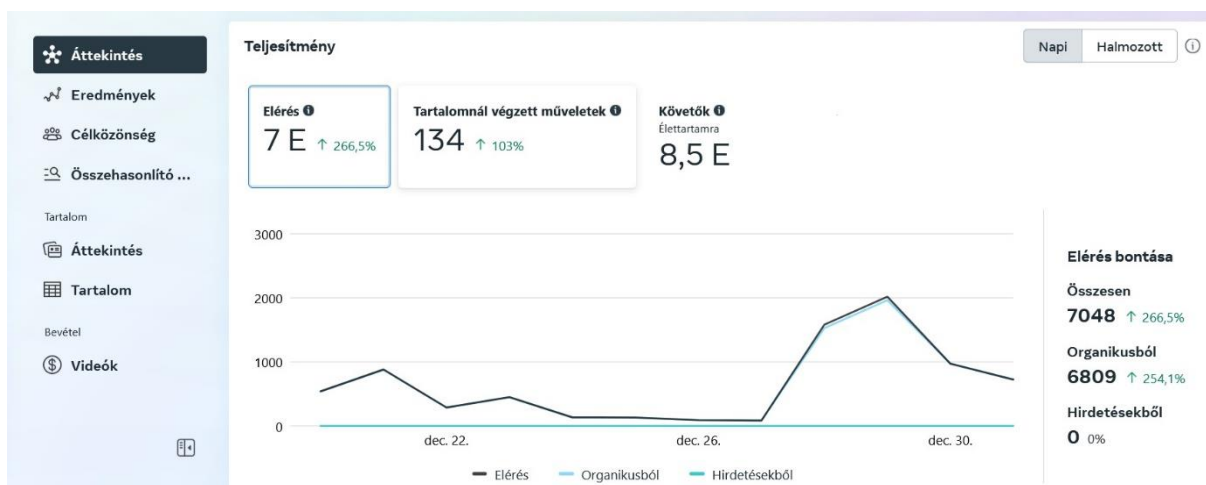 Áttekintés
Eredmények
Célközönség
Összehasonlító ...
Tartalom
Áttekintés
Tartalom
Bevétel
Videók
Teljesítmény
Napi
Halmozott
Elérés
7 E ↑ 266,5%
Tartalomnál végzett műveletek
134 ↑ 103%
Követők
Élettartamra
8,5 E
3000
2000
1000
0
dec. 22.
dec. 26.
dec. 30.
Elérés
Organikusból
Hirdetésekből
Elérés bontása
Összesen
7048 ↑ 266,5%
Organikusból
6809 ↑ 254,1%
Hirdetésekből
0 0%